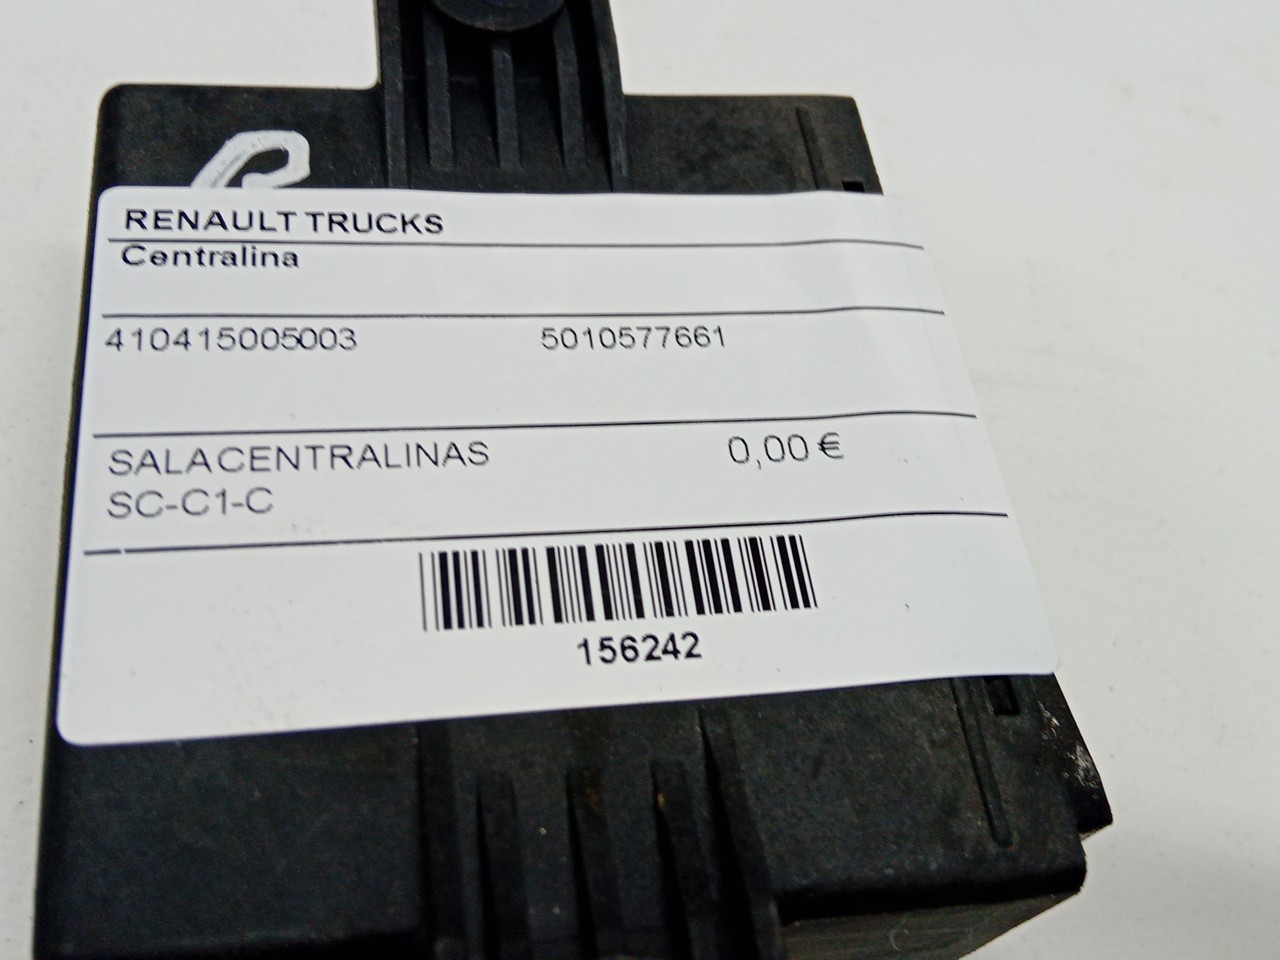 RENAULT TRUCKS
Centralina
410415005003 5010577661
SALACENTRALINAS 0,00 €
SC-C1-C
156242